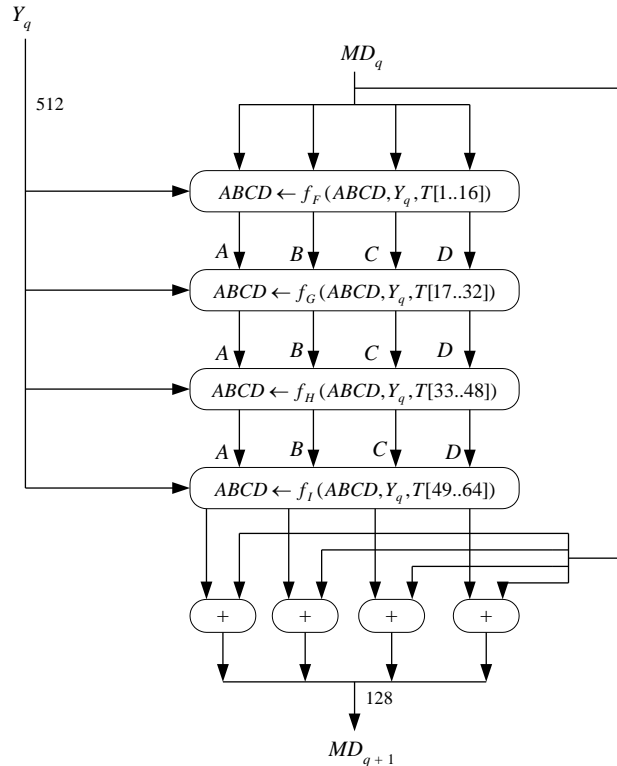 Y_q
MD_q
512
ABCD ← f_F (ABCD, Y_q, T[1..16])
A B C D
ABCD ← f_G (ABCD, Y_q, T[17..32])
A B C D
ABCD ← f_H (ABCD, Y_q, T[33..48])
A B C D
ABCD ← f_I (ABCD, Y_q, T[49..64])
+ + + +
128
MD_{q + 1}